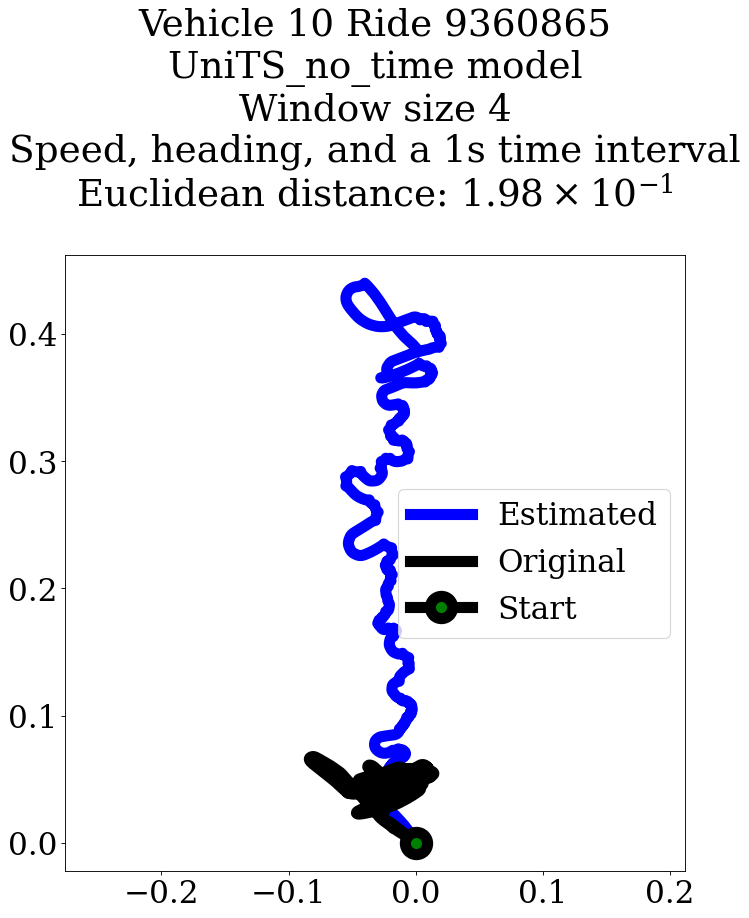 Vehicle 10 Ride 9360865
UniTS_no_time model
Window size 4
Speed, heading, and a 1s time interval
Euclidean distance: 1.98 × 10⁻¹
0.4
0.3
0.2
0.1
0.0
Estimated
Original
Start
−0.2 −0.1 0.0 0.1 0.2